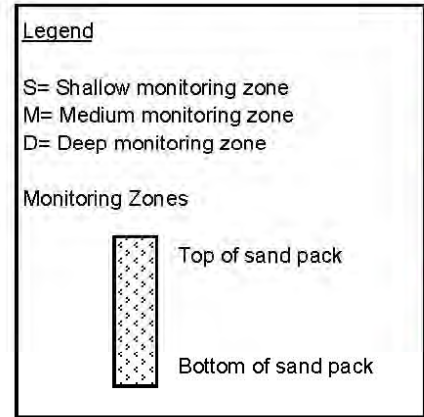 Legend
S= Shallow monitoring zone
M= Medium monitoring zone
D= Deep monitoring zone
Monitoring Zones
Top of sand pack
Bottom of sand pack